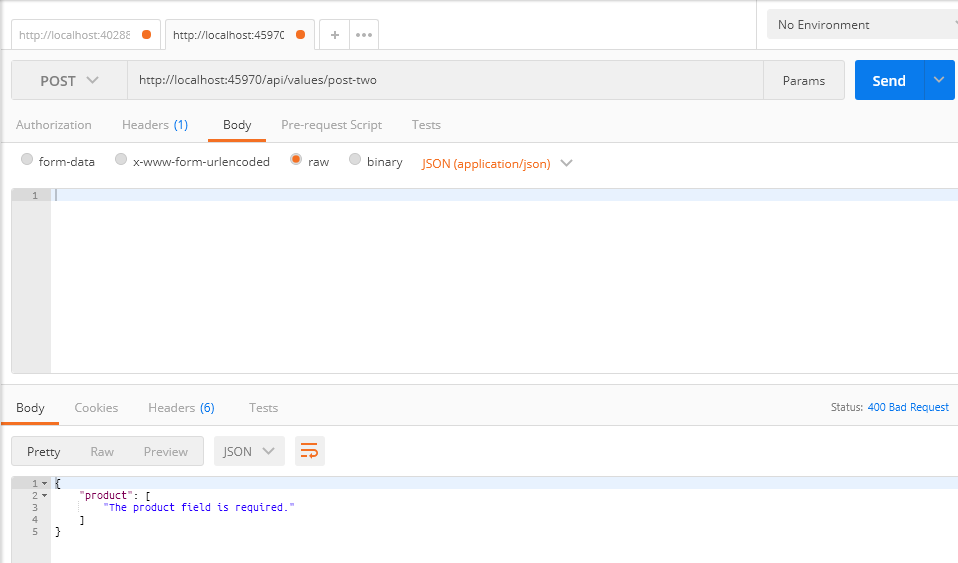 http://localhost:40288
http://localhost:45970
+
•••
No Environment
POST
http://localhost:45970/api/values/post-two
Params
Send
Authorization
Headers (1)
Body
Pre-request Script
Tests
form-data
x-www-form-urlencoded
raw
binary
JSON (application/json)
1
Body
Cookies
Headers (6)
Tests
Status: 400 Bad Request
Pretty
Raw
Preview
JSON
1 {
2 "product": [
3 "The product field is required."
4 ]
5 }